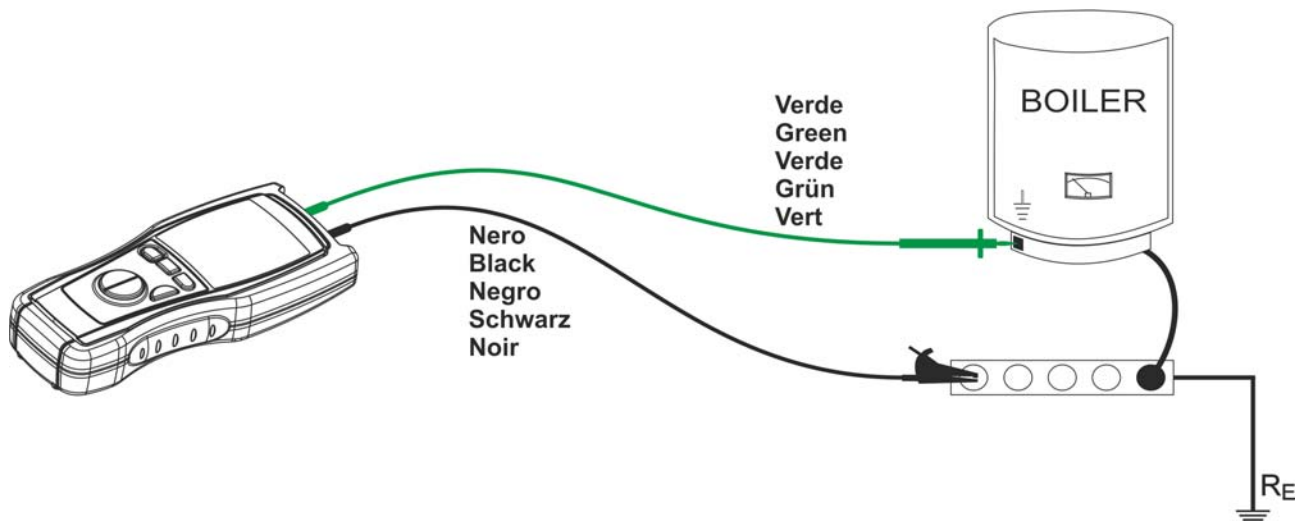 Verde
Green
Verde
Grün
Vert
BOILER
Nero
Black
Negro
Schwarz
Noir
RE